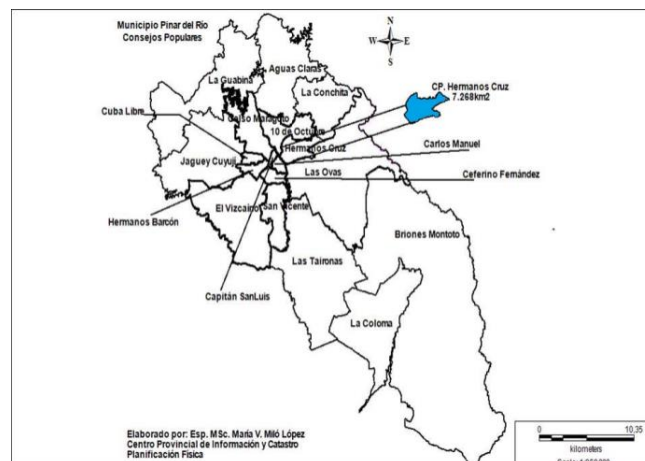 Municipio Pinar del Río
Consejos Populares
N
W E
S
Aguas Claras
La Guabina
La Conchita
CP. Hermanos Cruz
7.268km2
Cuba Libre
Celso Maragoto
10 de Octubre
Hermanos Cruz
Carlos Manuel
Jaguey Cuyuji
Las Ovas
Ceferino Fernández
Hermanos Barcón
El Vizcaino
San Vicente
Briones Montoto
Las Taironas
Capitán SanLuis
La Coloma
Elaborado por: Esp. MSc. María V. Miló López
Centro Provincial de Información y Catastro
Planificación Física
0 10,35
kilometers